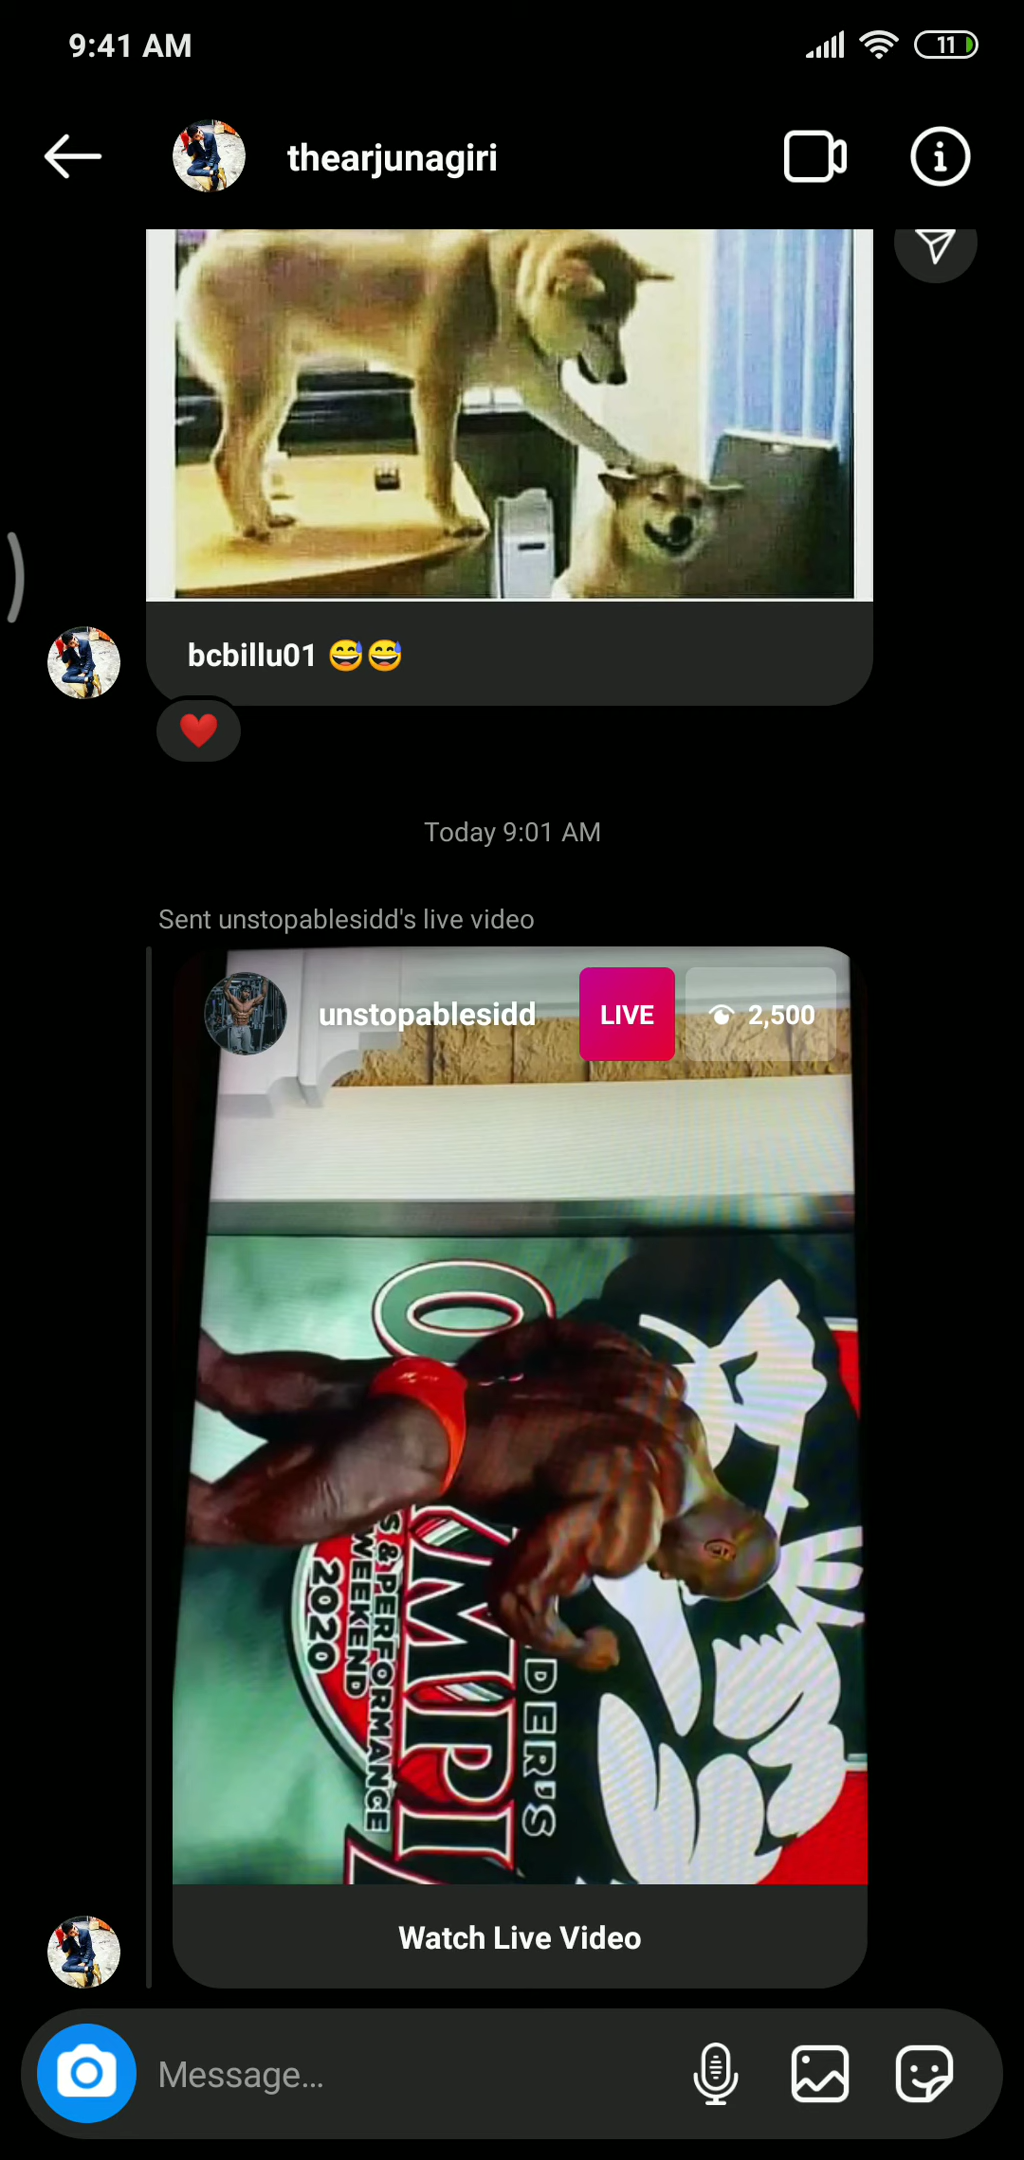 9:41 AM
11
thearjunagiri
bcbillu01 😅😅
❤️
Today 9:01 AM
Sent unstopablesidd's live video
unstopablesidd
LIVE
2,500
DER'S
O
YMPI
S & PERFORMANCE
WEEKEND
2020
Watch Live Video
Message...